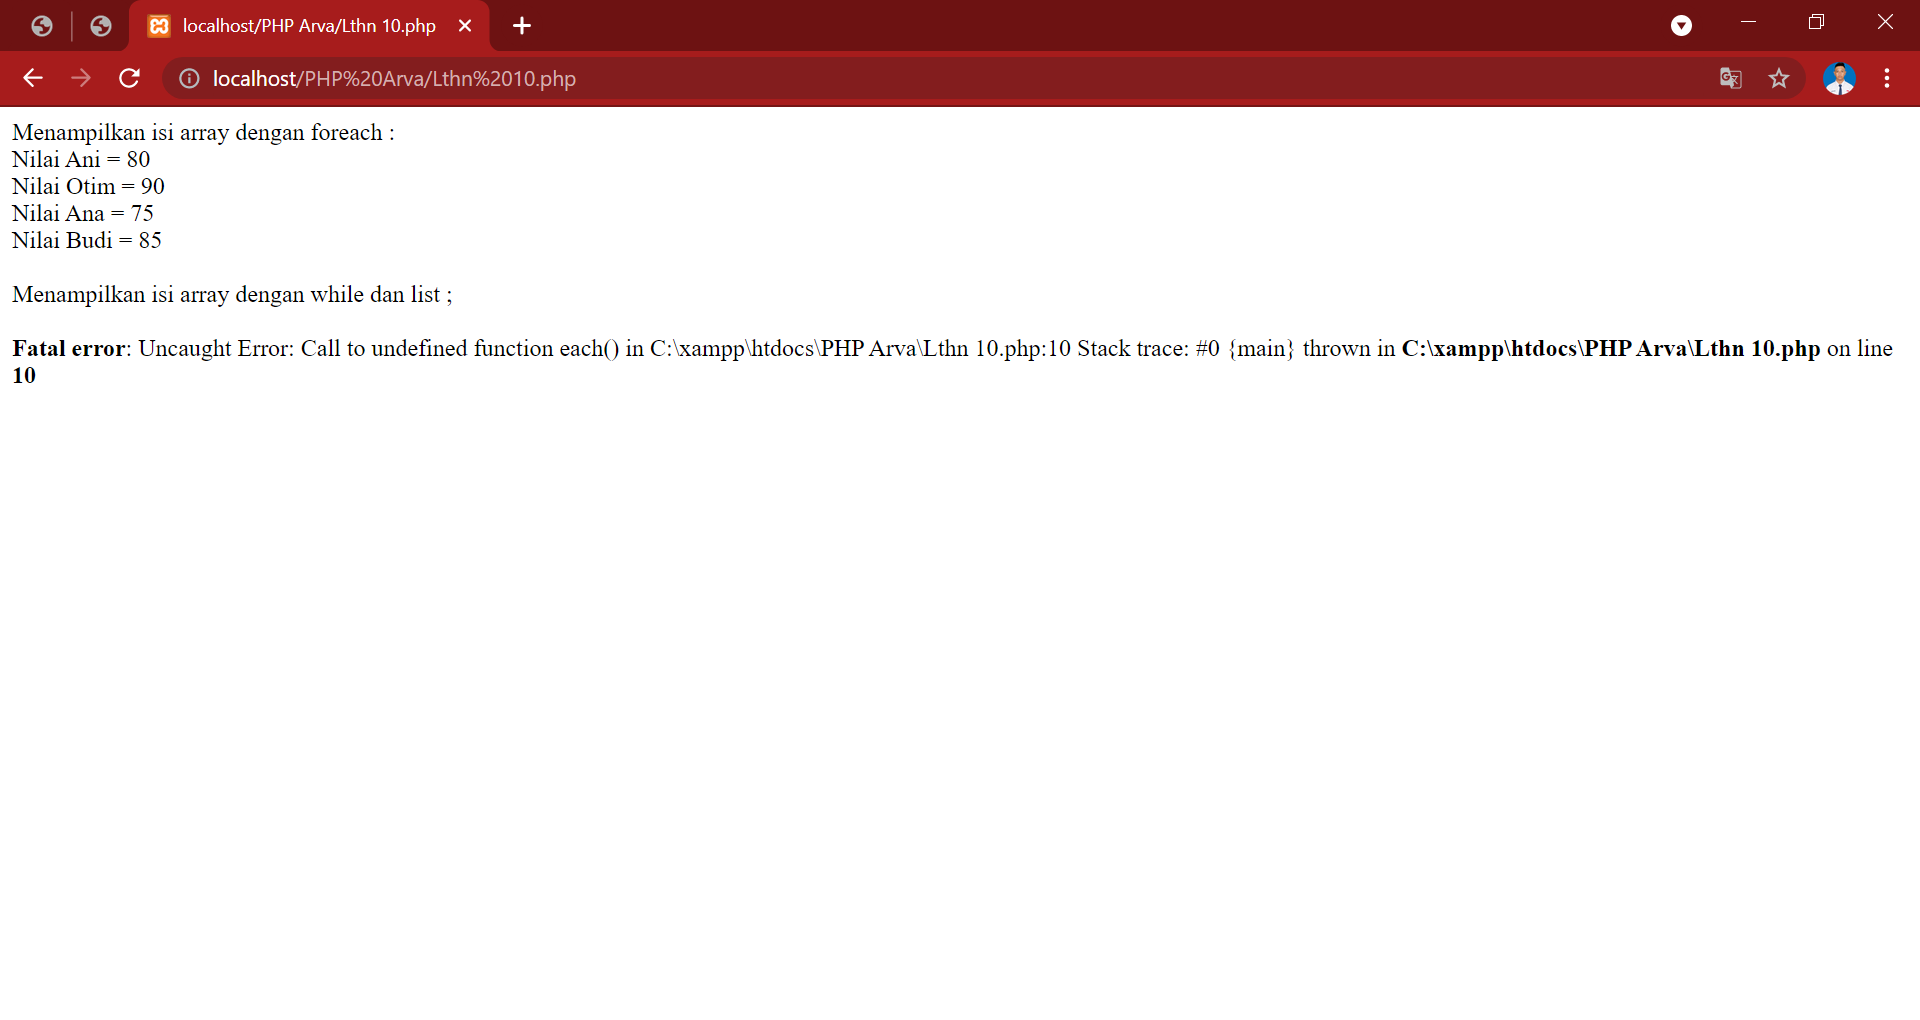 localhost/PHP Arva/Lthn 10.php
localhost/PHP%20Arva/Lthn%2010.php
Menampilkan isi array dengan foreach :
Nilai Ani = 80
Nilai Otim = 90
Nilai Ana = 75
Nilai Budi = 85
Menampilkan isi array dengan while dan list ;
Fatal error: Uncaught Error: Call to undefined function each() in C:\xampp\htdocs\PHP Arva\Lthn 10.php:10 Stack trace: #0 {main} thrown in C:\xampp\htdocs\PHP Arva\Lthn 10.php on line
10